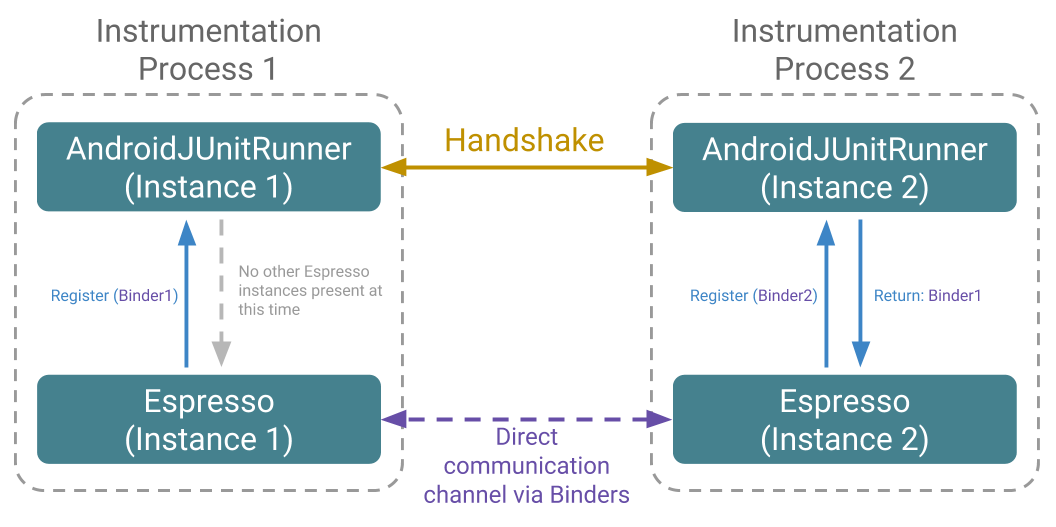 Instrumentation
Process 1
Instrumentation
Process 2
AndroidJUnitRunner
(Instance 1)
Handshake
AndroidJUnitRunner
(Instance 2)
Register (Binder1)
No other Espresso
instances present at
this time
Register (Binder2)
Return: Binder1
Espresso
(Instance 1)
Direct
communication
channel via Binders
Espresso
(Instance 2)